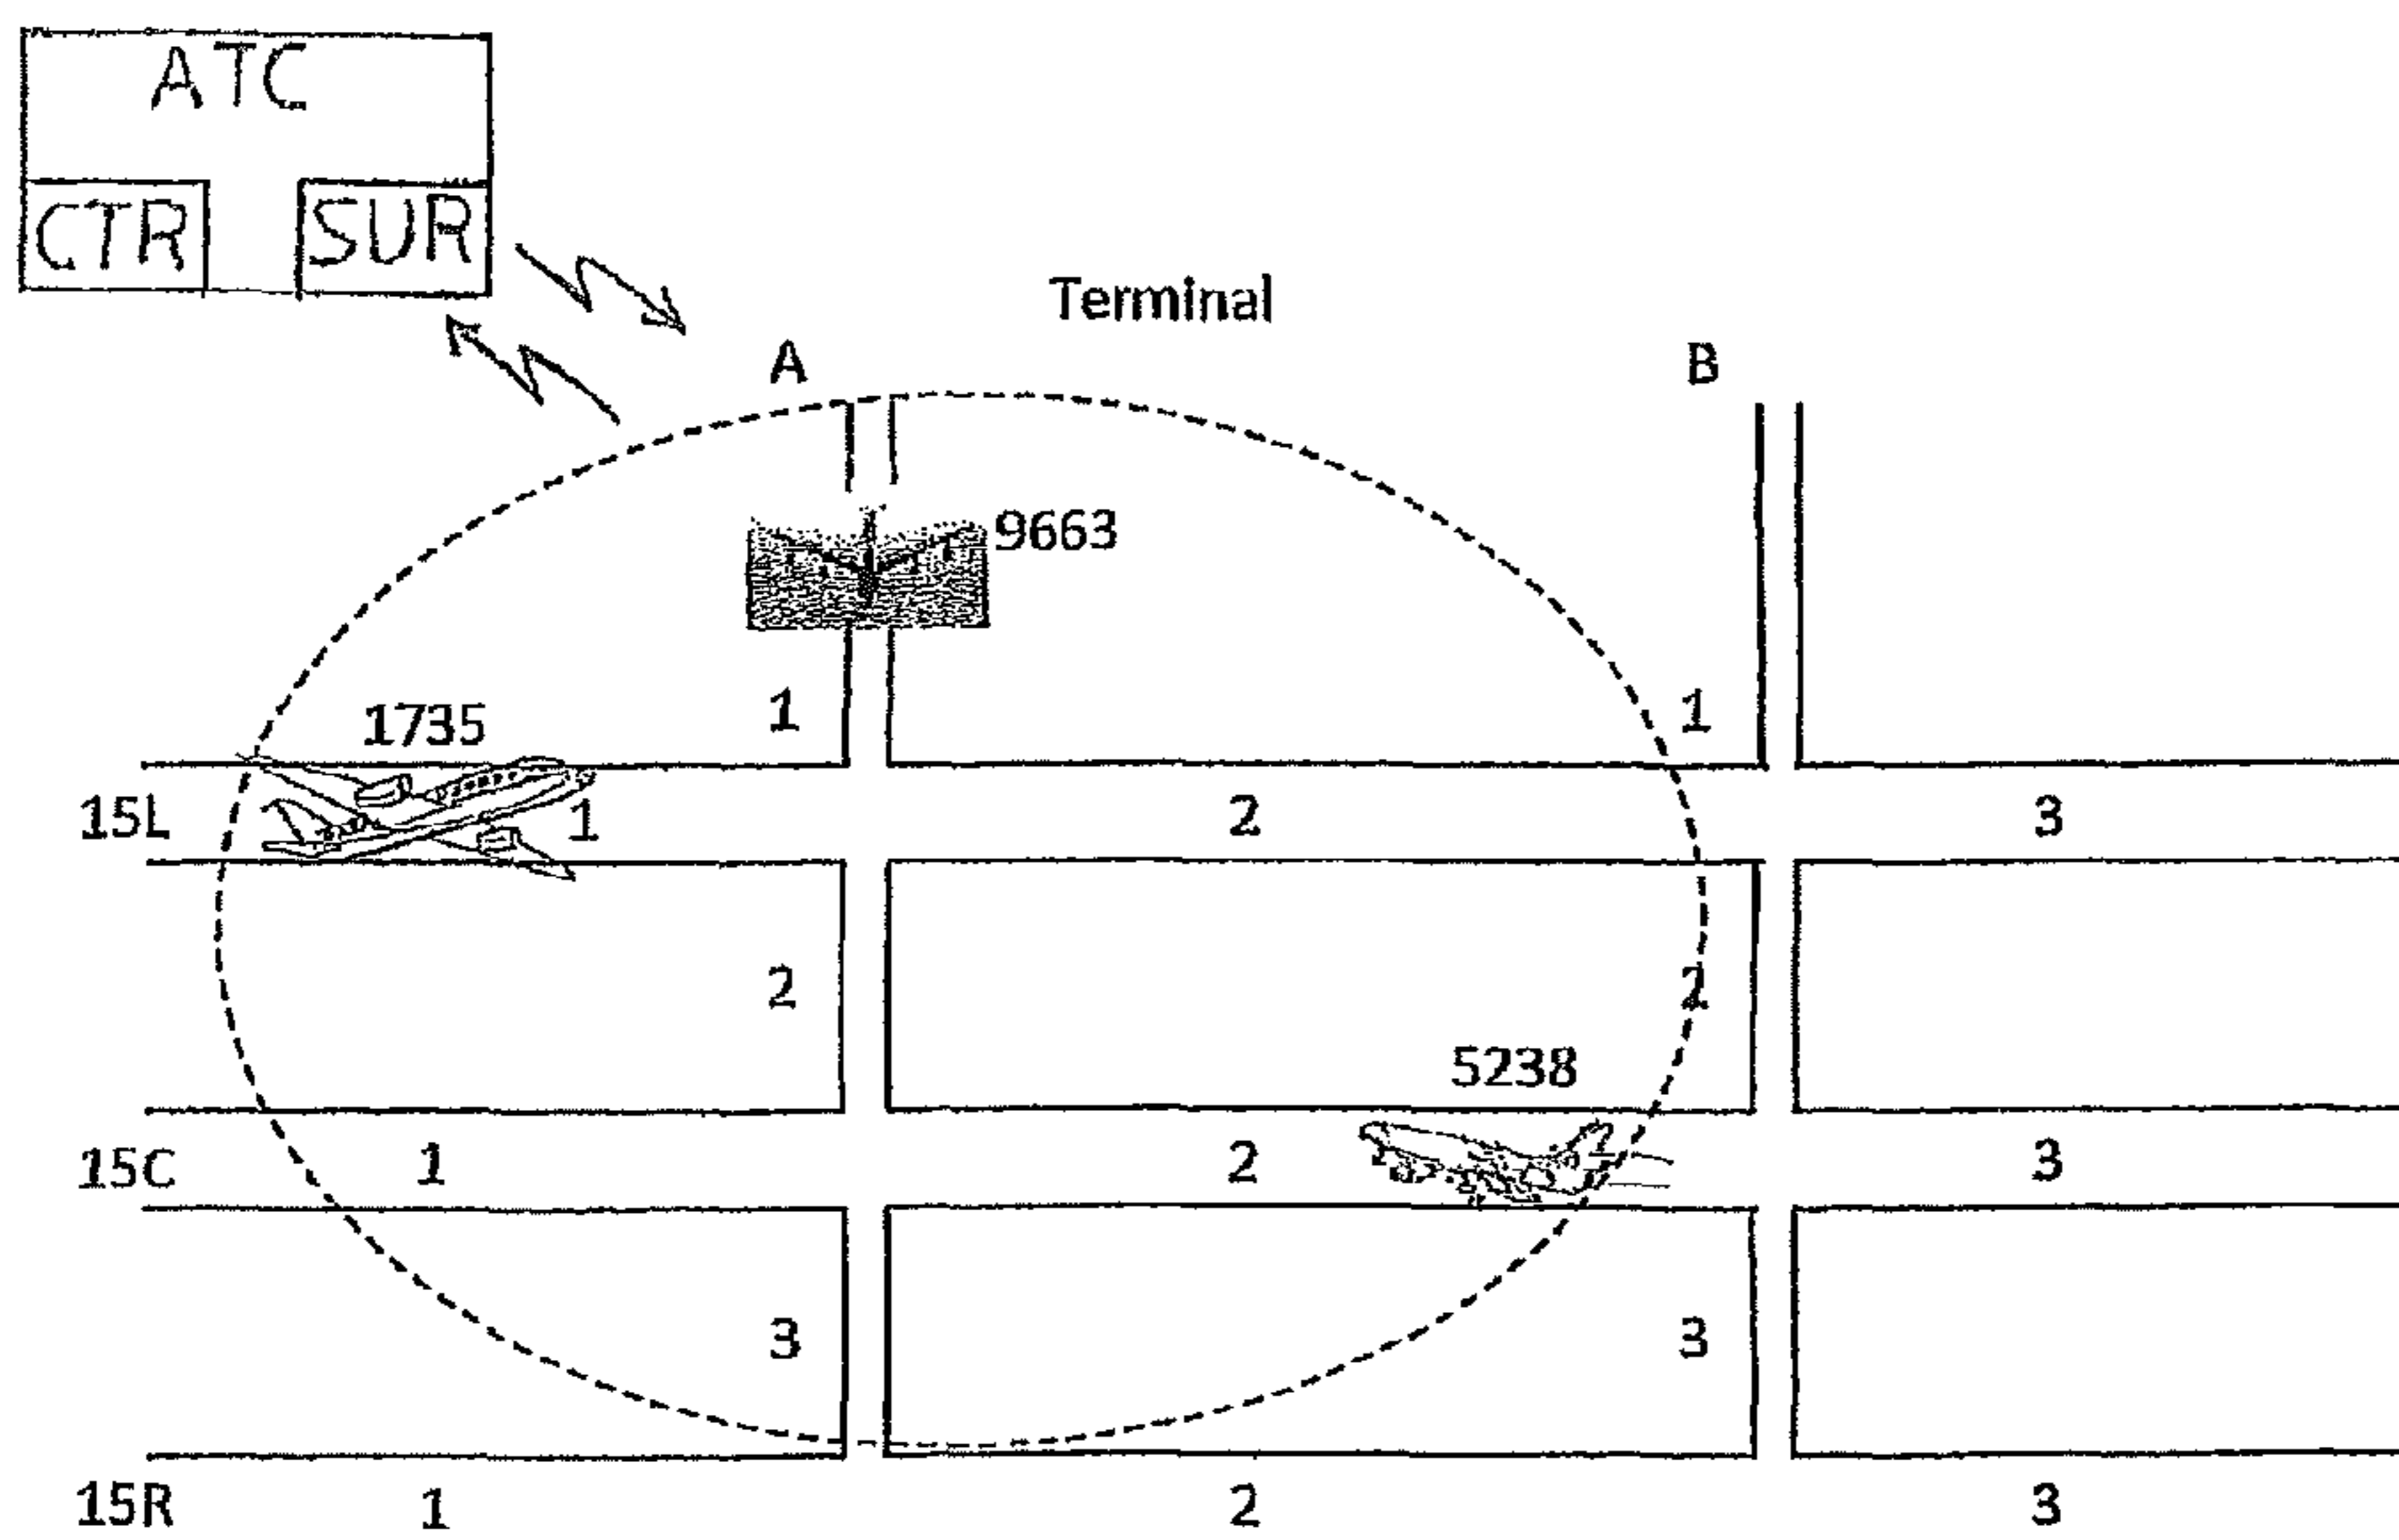 ATC
CTR SUR
Terminal
A B
9663
1 1
1735
15L 1 2 3
2 2
5238
15C 1 2 3
3 3
15R 1 2 3